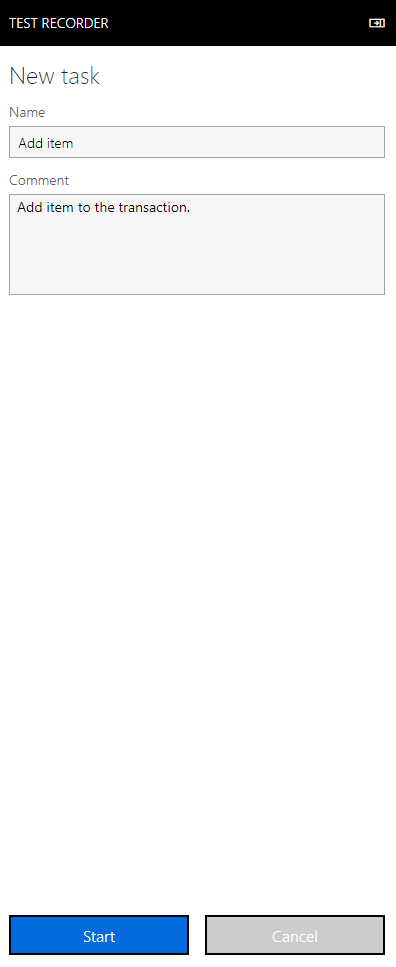 TEST RECORDER
New task
Name
Add item
Comment
Add item to the transaction.
Start
Cancel